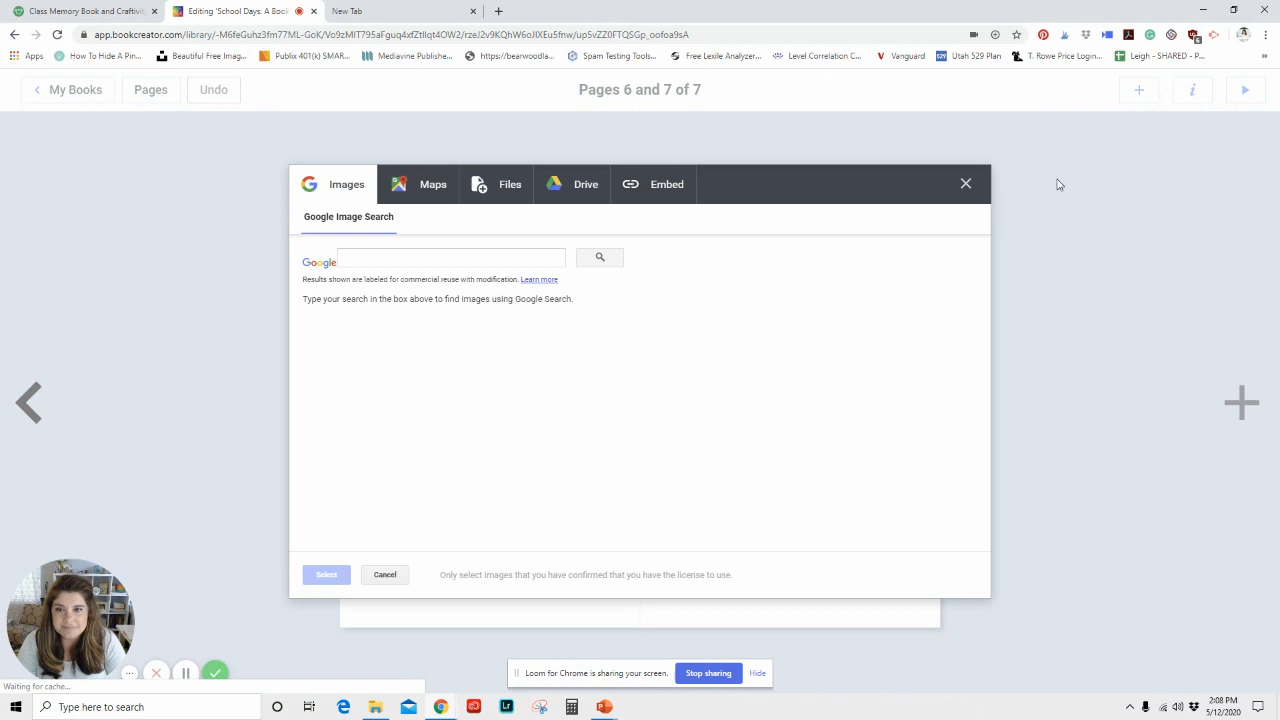 Class Memory Book and Craftivit
Editing 'School Days: A Book
New Tab
app.bookcreator.com/library/-M6feGuhz3fm77ML-GoK/Vo9zMIT795aFguq4xfZtlIqt4OW2/rzeJ2v9KQhW6oJIXEu5fnw/up5vZZ0FTQSGp_oofoa9sA
Apps
How To Hide A Pin...
Beautiful Free Imag...
Publix 401(k) SMAR...
Mediavine Publishe...
https://bearwoodla...
Spam Testing Tools...
Free Lexile Analyzer...
Level Correlation C...
Vanguard
Utah 529 Plan
T. Rowe Price Login...
Leigh - SHARED - P...
»
My Books
Pages
Undo
Pages 6 and 7 of 7
Images
Maps
Files
Drive
Embed
Google Image Search
Google
Results shown are labeled for commercial reuse with modification. Learn more
Type your search in the box above to find images using Google Search.
Select
Cancel
Only select images that you have confirmed that you have the license to use.
Loom for Chrome is sharing your screen.
Stop sharing
Hide
Waiting for cache...
Type here to search
2:08 PM
5/12/2020